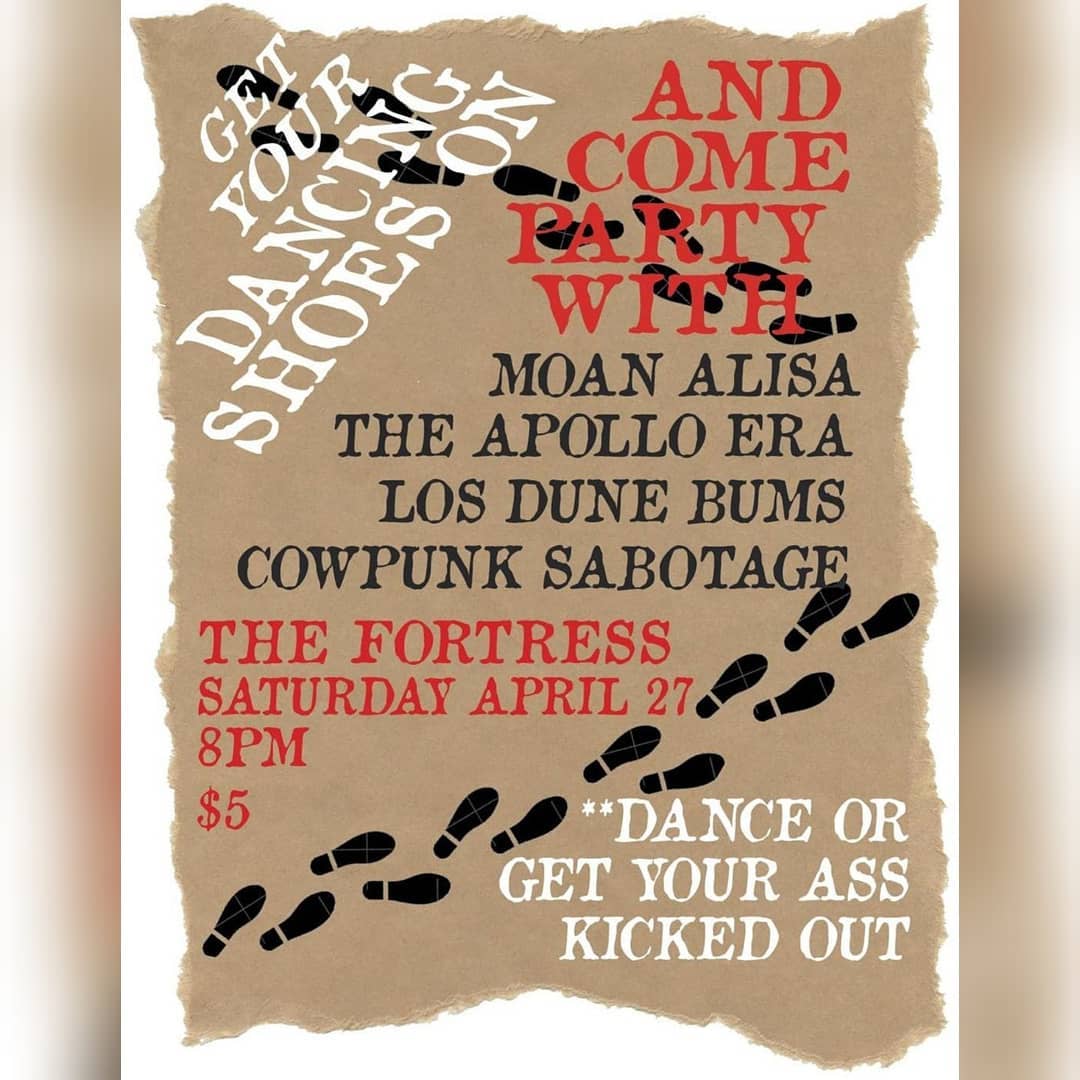 GET
YOUR
DANCING
SHOES ON
AND
COME
PARTY
WITH
MOAN ALISA
THE APOLLO ERA
LOS DUNE BUMS
COWPUNK SABOTAGE
THE FORTRESS
SATURDAY APRIL 27
8PM
$5
**DANCE OR
GET YOUR ASS
KICKED OUT